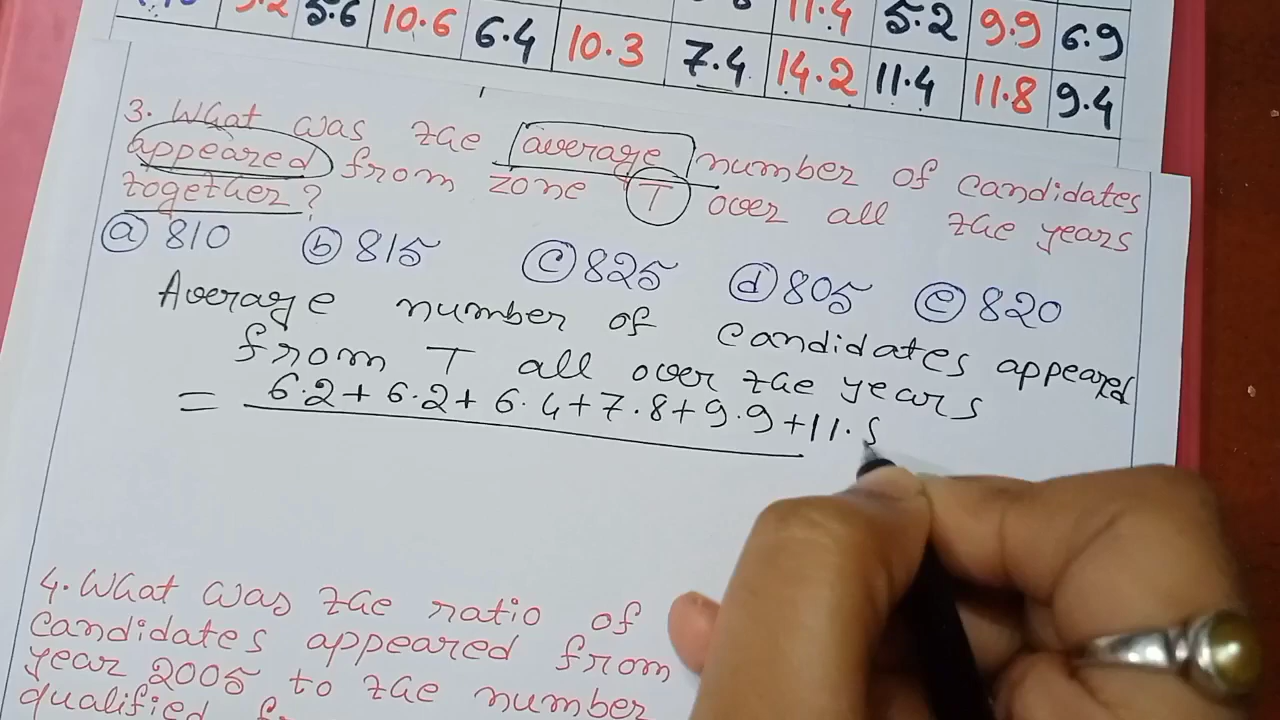 5.6 10.6 6.4 10.3 7.4 14.2 11.4 11.8 9.4
11.4 5.2 9.9 6.9
3. What was the average number of candidates
appeared from zone T over all the years
together?
(a) 810 (b) 815 (c) 825 (d) 805 (e) 820
Average number of candidates appeared
from T all over the years
= 6.2 + 6.2 + 6.4 + 7.8 + 9.9 + 11.5
4. What was the ratio of
candidates appeared from
year 2005 to the number
qualified